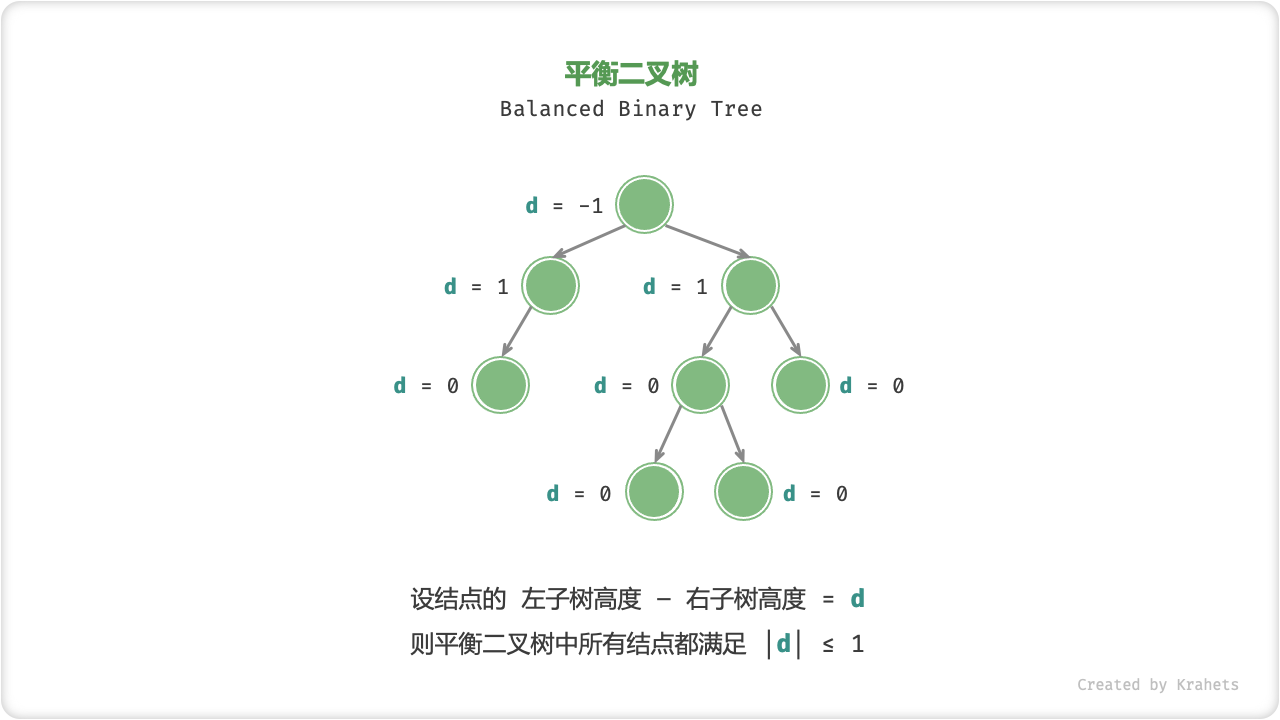 平衡二叉树
Balanced Binary Tree
d = -1
d = 1
d = 1
d = 0
d = 0
d = 0
d = 0
d = 0
设结点的 左子树高度 - 右子树高度 = d
则平衡二叉树中所有结点都满足 |d| ≤ 1
Created by Krahets